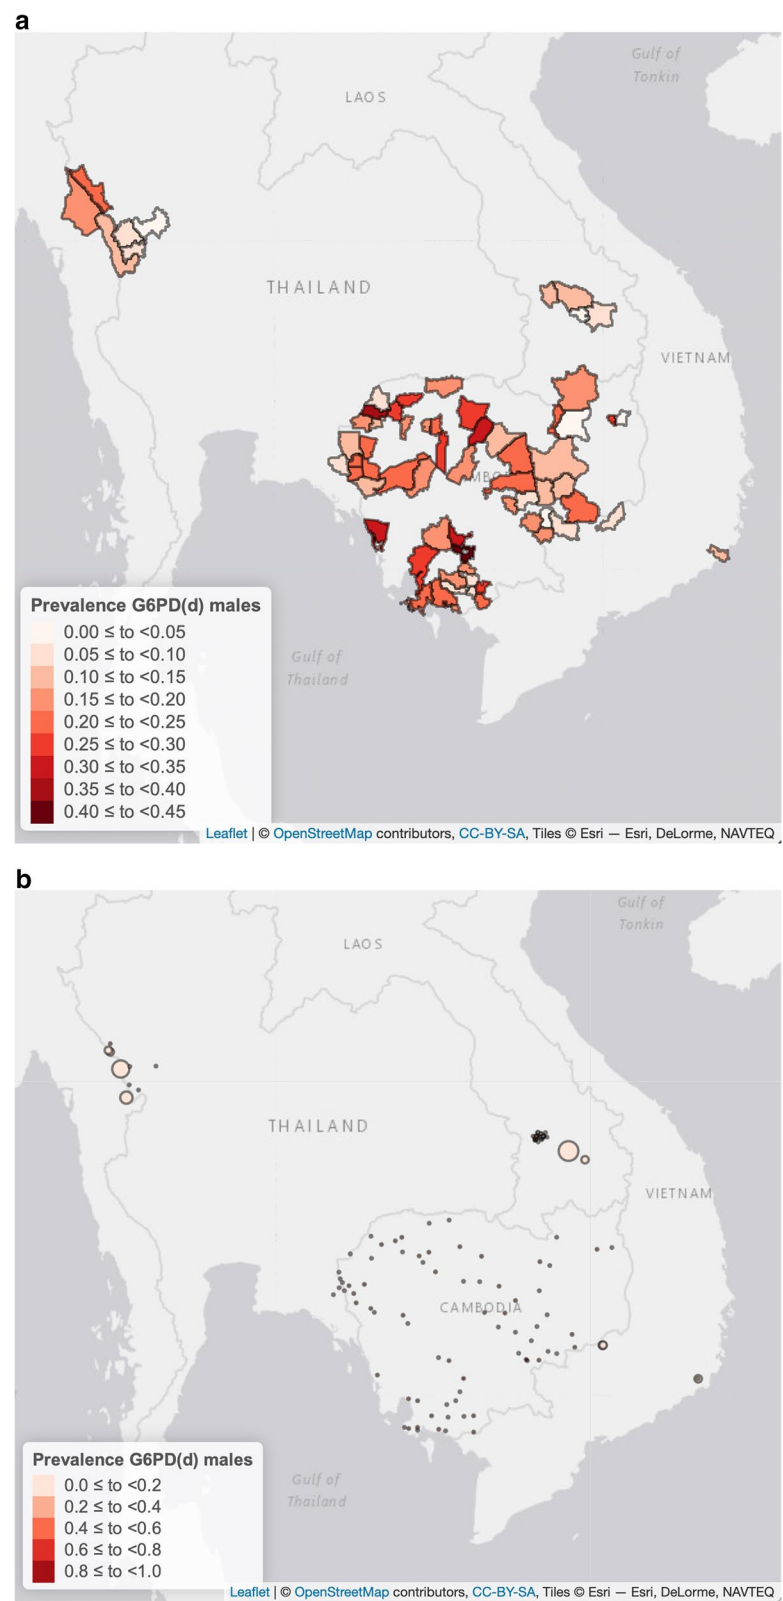 a
Gulf of
Tonkin
LAOS
THAILAND
VIETNAM
Prevalence G6PD(d) males
0.00 ≤ to <0.05
0.05 ≤ to <0.10
0.10 ≤ to <0.15
0.15 ≤ to <0.20
0.20 ≤ to <0.25
0.25 ≤ to <0.30
0.30 ≤ to <0.35
0.35 ≤ to <0.40
0.40 ≤ to <0.45
Gulf of
Thailand
Leaflet | © OpenStreetMap contributors, CC-BY-SA, Tiles © Esri — Esri, DeLorme, NAVTEQ
b
Gulf of
Tonkin
LAOS
THAILAND
VIETNAM
CAMBODIA
Prevalence G6PD(d) males
0.0 ≤ to <0.2
0.2 ≤ to <0.4
0.4 ≤ to <0.6
0.6 ≤ to <0.8
0.8 ≤ to <1.0
Gulf of
Thailand
Leaflet | © OpenStreetMap contributors, CC-BY-SA, Tiles © Esri — Esri, DeLorme, NAVTEQ